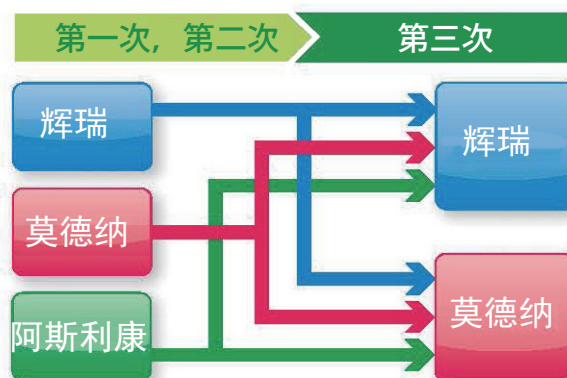 第一次，第二次
第三次
辉瑞
莫德纳
阿斯利康
辉瑞
莫德纳